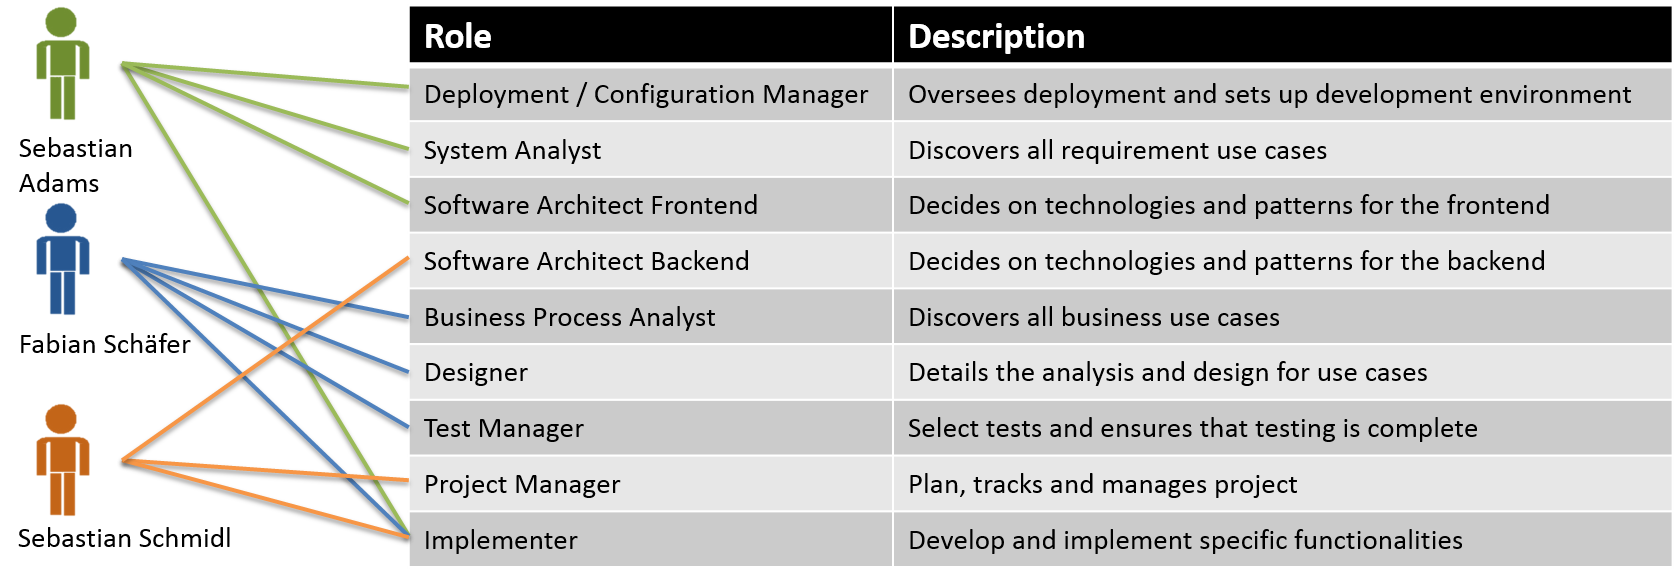 Role Description
Deployment / Configuration Manager Oversees deployment and sets up development environment
Sebastian
Adams
System Analyst Discovers all requirement use cases
Software Architect Frontend Decides on technologies and patterns for the frontend
Software Architect Backend Decides on technologies and patterns for the backend
Business Process Analyst Discovers all business use cases
Fabian Schäfer
Designer Details the analysis and design for use cases
Test Manager Select tests and ensures that testing is complete
Project Manager Plan, tracks and manages project
Sebastian Schmidl
Implementer Develop and implement specific functionalities